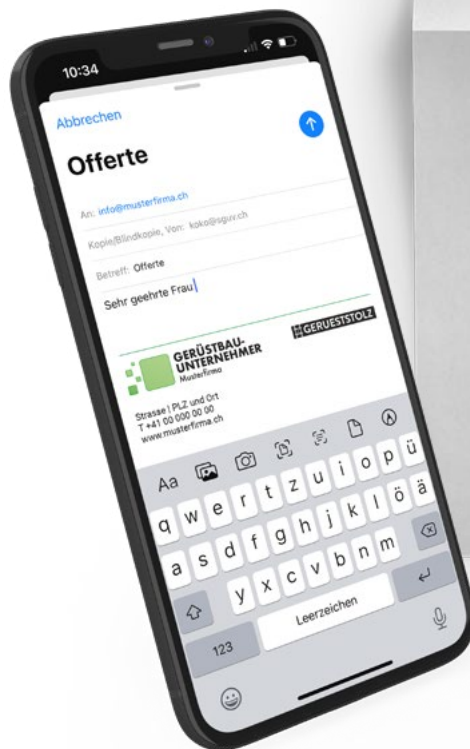 10:34
Abbrechen
Offerte
An: info@musterfirma.ch
Kopie/Blindkopie, Von: koko@sguv.ch
Betreff: Offerte
Sehr geehrte Frau
GERÜSTBAU-
UNTERNEHMER
Musterfirma
#GERUESTSTOLZ
Strasse | PLZ und Ort
T +41 00 000 00 00
www.musterfirma.ch
Aa
q w e r t z u i o p ü
a s d f g h j k l ö ä
y x c v b n m
123
Leerzeichen